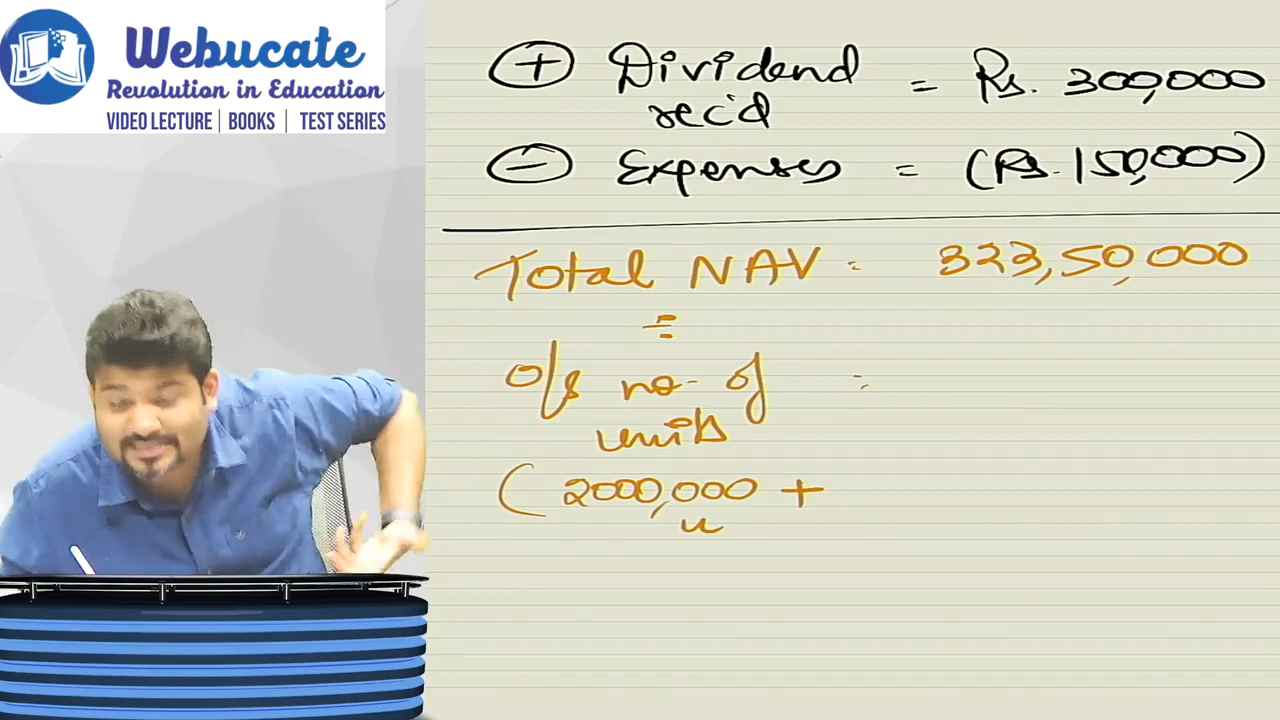 Webucate
Revolution in Education
VIDEO LECTURE | BOOKS | TEST SERIES
+ Dividend = Rs. 300,000
rec'd
- Expenses = (Rs. 150,000)
Total NAV = 323,50,000
÷
o/s no. of =
units
( 2000,000 +
u